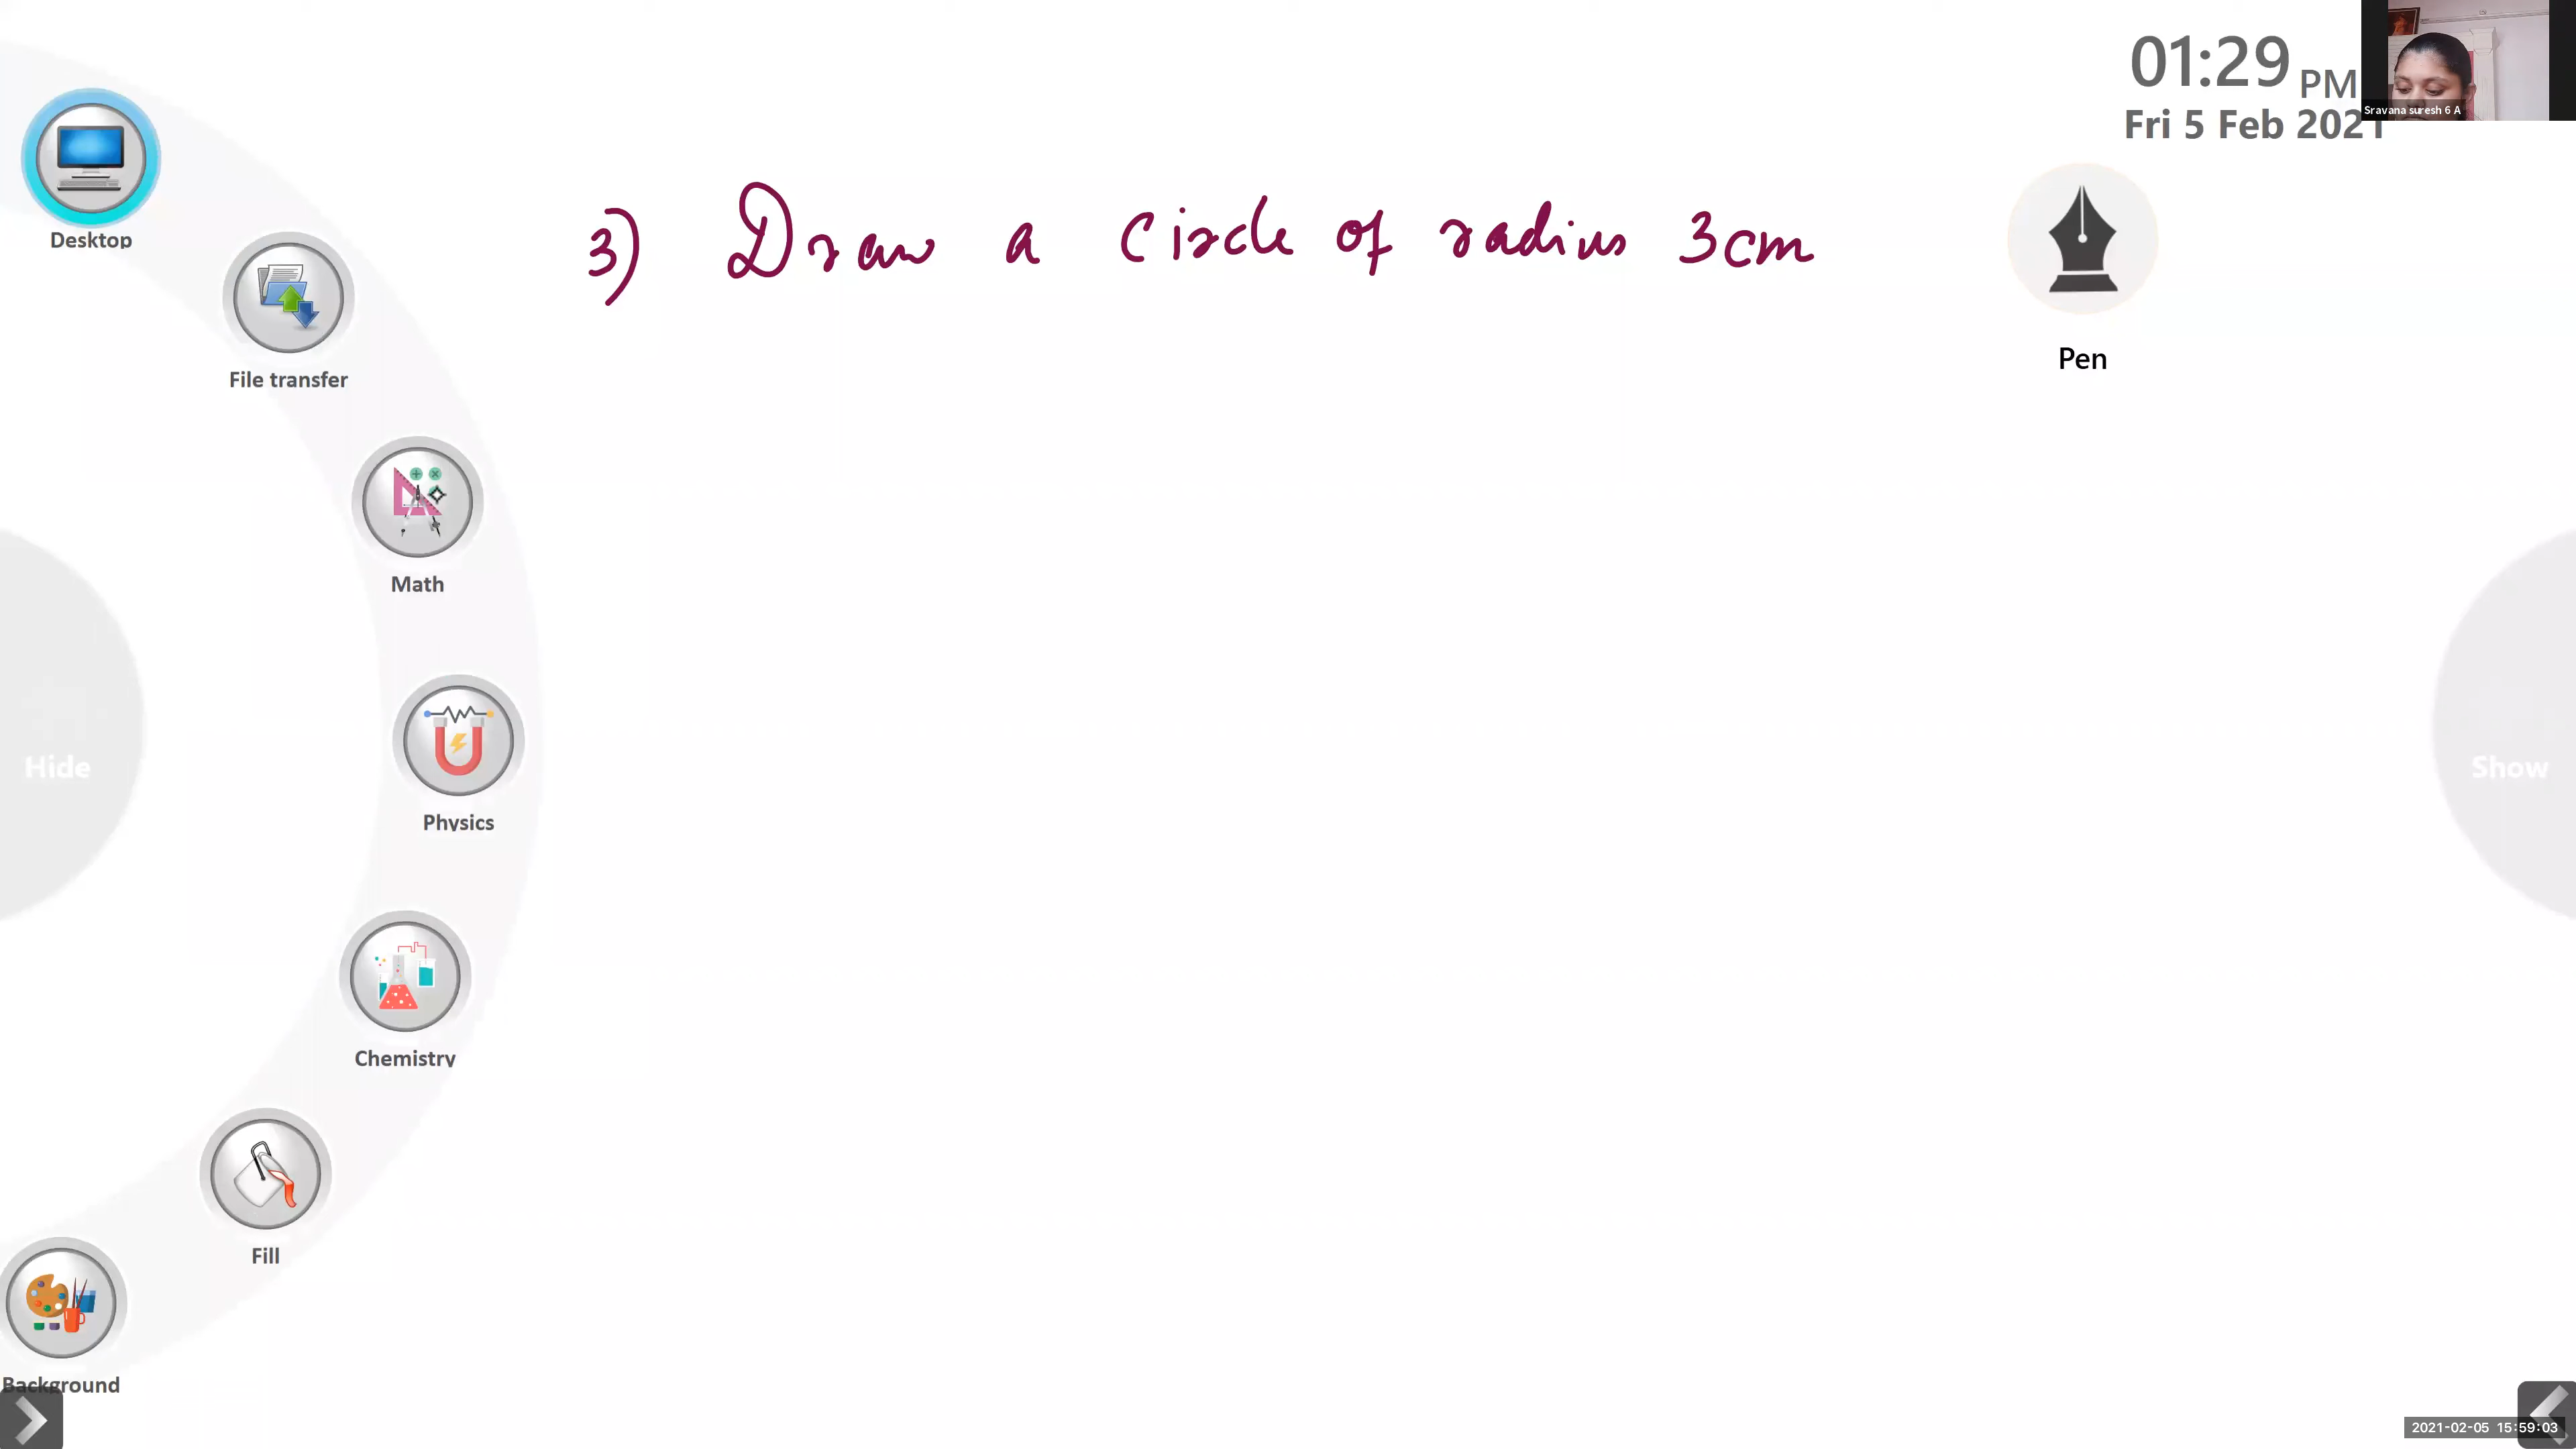 01:29 PM
Sravana suresh 6 A
Fri 5 Feb 2021
Desktop
3) Draw a circle of radius 3cm
File transfer
Pen
Math
Hide
Show
Physics
Chemistry
Fill
Background
2021-02-05 15:59:03